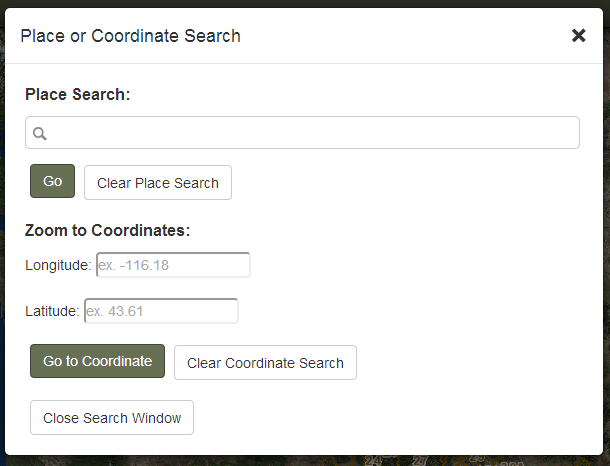 Place or Coordinate Search
Place Search:
Go Clear Place Search
Zoom to Coordinates:
Longitude: ex. -116.18
Latitude: ex. 43.61
Go to Coordinate Clear Coordinate Search
Close Search Window